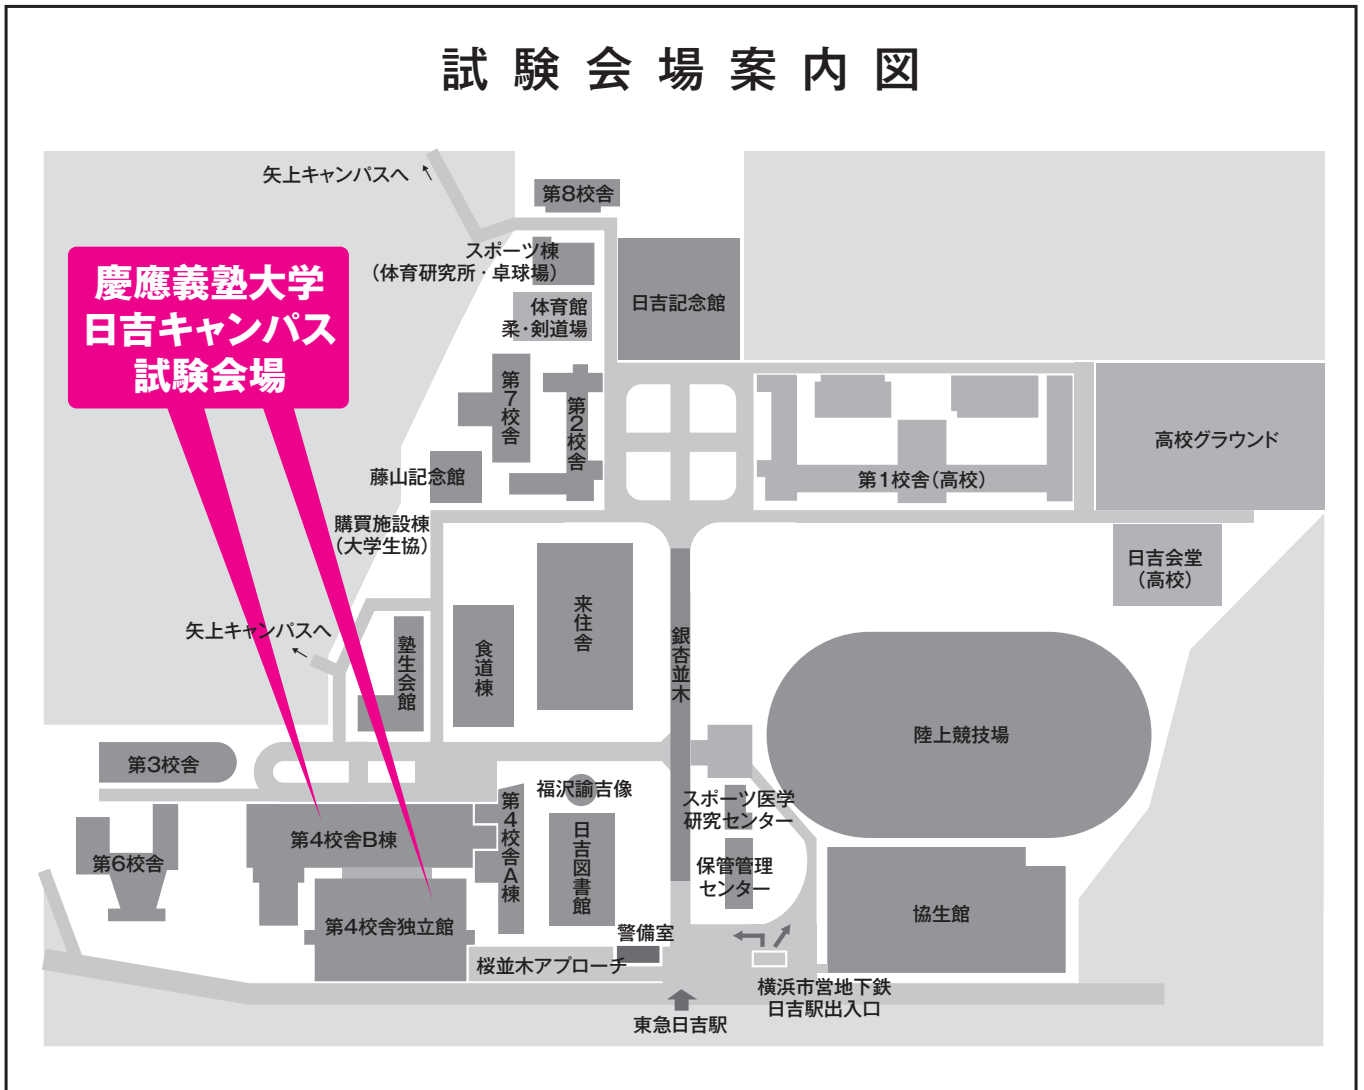 試験会場案内図
矢上キャンパスへ
第8校舎
スポーツ棟
（体育研究所・卓球場）
慶應義塾大学
日吉キャンパス
試験会場
体育館
柔・剣道場
日吉記念館
第7校舎
第2校舎
藤山記念館
第1校舎（高校）
高校グラウンド
購買施設棟
（大学生協）
日吉会堂
（高校）
矢上キャンパスへ
塾生会館
食道棟
来住舎
銀杏並木
陸上競技場
第3校舎
福沢諭吉像
第4校舎A棟
スポーツ医学
研究センター
第4校舎B棟
日吉図書館
第6校舎
保管管理
センター
第4校舎独立館
協生館
警備室
桜並木アプローチ
横浜市営地下鉄
日吉駅出入口
東急日吉駅